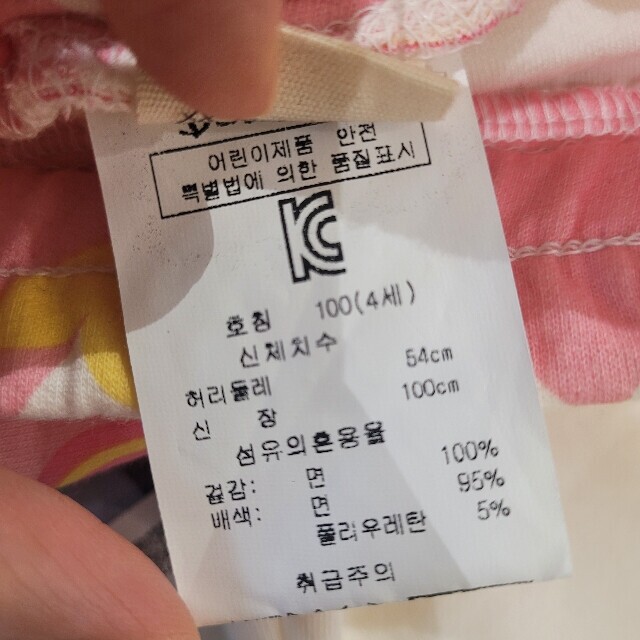 어린이제품 안전
특별법에 의한 품질표시
KC
호칭 100(4세)
신체치수
허리둘레 54cm
신 장 100cm
섬유의혼용율
겉감: 면 100%
배색: 면 95%
폴리우레탄 5%
취급주의